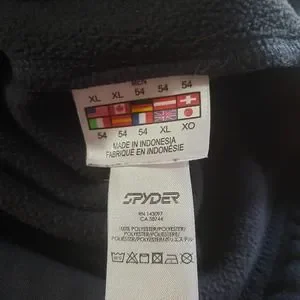 MEN
XL XL 54 54 54
54 54 54 XL XO
MADE IN INDONESIA
FABRIQUE EN INDONÉSIE
SPYDER
RN 143097
CA 38744
100% POLYESTER/POLYESTER/